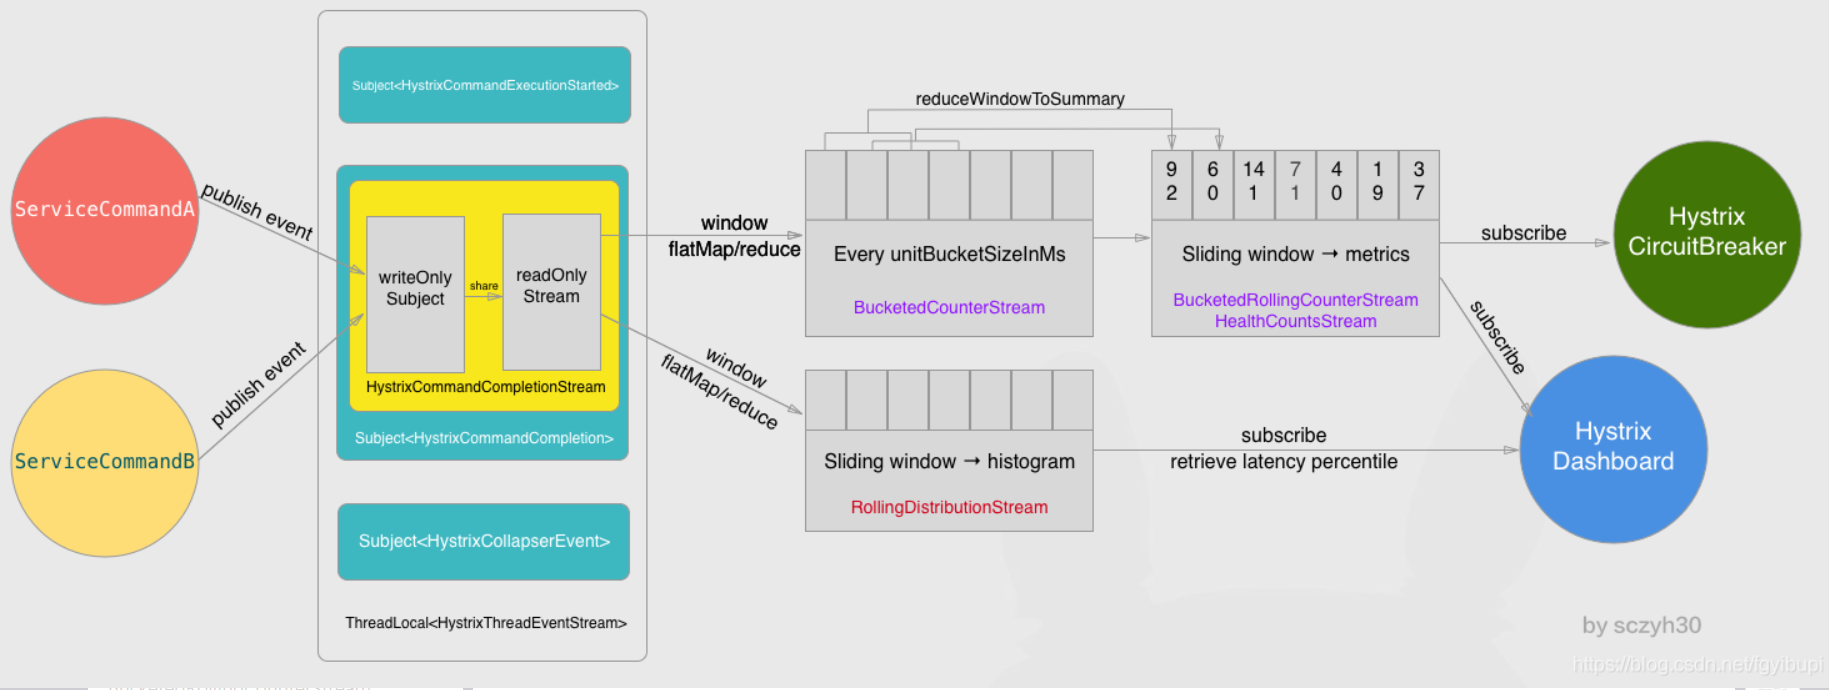 ServiceCommandA
ServiceCommandB
publish event
publish event
Subject<HystrixCommandExecutionStarted>
writeOnly
Subject
share
readOnly
Stream
HystrixCommandCompletionStream
Subject<HystrixCommandCompletion>
Subject<HystrixCollapserEvent>
ThreadLocal<HystrixThreadEventStream>
window
flatMap/reduce
window
flatMap/reduce
reduceWindowToSummary
Every unitBucketSizeInMs
BucketedCounterStream
9 6 14 7 4 1 3
2 0 1 1 0 9 7
Sliding window → metrics
BucketedRollingCounterStream
HealthCountsStream
Sliding window → histogram
RollingDistributionStream
subscribe
subscribe
subscribe
retrieve latency percentile
Hystrix
CircuitBreaker
Hystrix
Dashboard
by sczyh30
https://blog.csdn.net/igyibupi